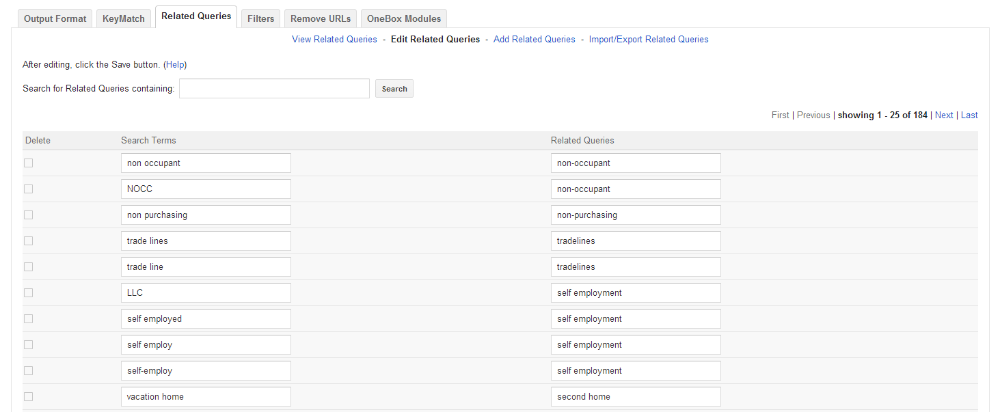 Output Format KeyMatch Related Queries Filters Remove URLs OneBox Modules
View Related Queries - Edit Related Queries - Add Related Queries - Import/Export Related Queries
After editing, click the Save button. (Help)
Search for Related Queries containing: Search
First | Previous | showing 1 - 25 of 184 | Next | Last
Delete Search Terms Related Queries
non occupant non-occupant
NOCC non-occupant
non purchasing non-purchasing
trade lines tradelines
trade line tradelines
LLC self employment
self employed self employment
self employ self employment
self-employ self employment
vacation home second home